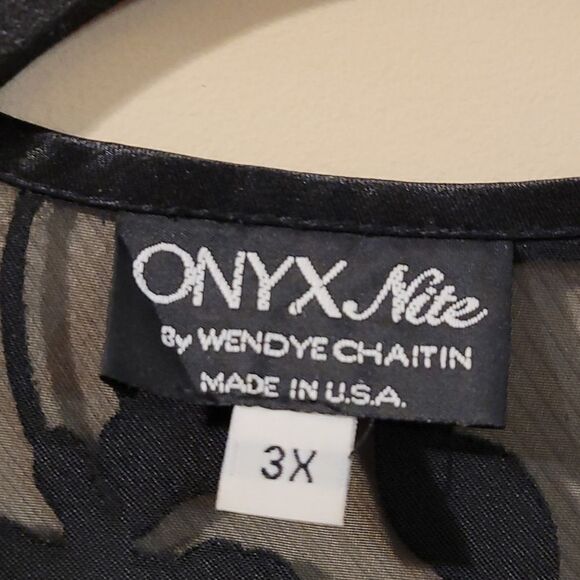 ONYX Nite
By WENDYE CHAITIN
MADE IN U.S.A.
3X